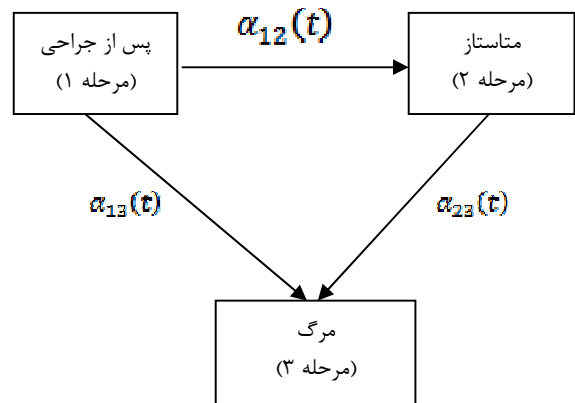 پس از جراحی
(مرحله ۱)
α₁₂(t)
متاستاز
(مرحله ۲)
α₁₃(t)
α₂₃(t)
مرگ
(مرحله ۳)